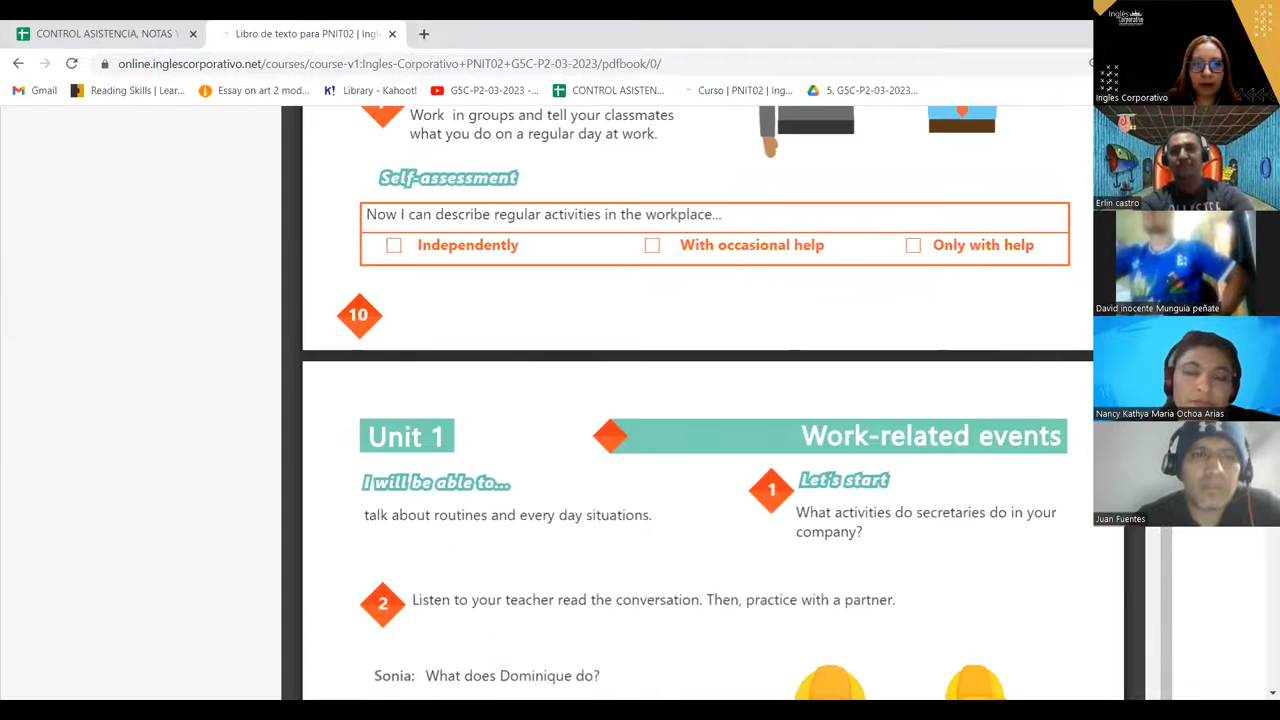 CONTROL ASISTENCIA, NOTAS
Libro de texto para PNIT02 | Ingl
online.inglescorporativo.net/courses/course-v1:Ingles-Corporativo+PNIT02+G5C-P2-03-2023/pdfbook/0/
Gmail
Reading Skills | Lear...
Essay on art 2 mod...
Library - Kahoot!
G5C-P2-03-2023 -...
CONTROL ASISTEN...
Curso | PNIT02 | Ing...
5. G5C-P2-03-2023...
Work in groups and tell your classmates
what you do on a regular day at work.
Self-assessment
Now I can describe regular activities in the workplace...
Independently
With occasional help
Only with help
10
Unit 1
Work-related events
I will be able to...
talk about routines and every day situations.
1
Let's start
What activities do secretaries do in your
company?
2
Listen to your teacher read the conversation. Then, practice with a partner.
Sonia: What does Dominique do?
Inglés
Corporativo
Ingles Corporativo
Erlin castro
David inocente Munguia peñate
Nancy Kathya Maria Ochoa Arias
Juan Fuentes